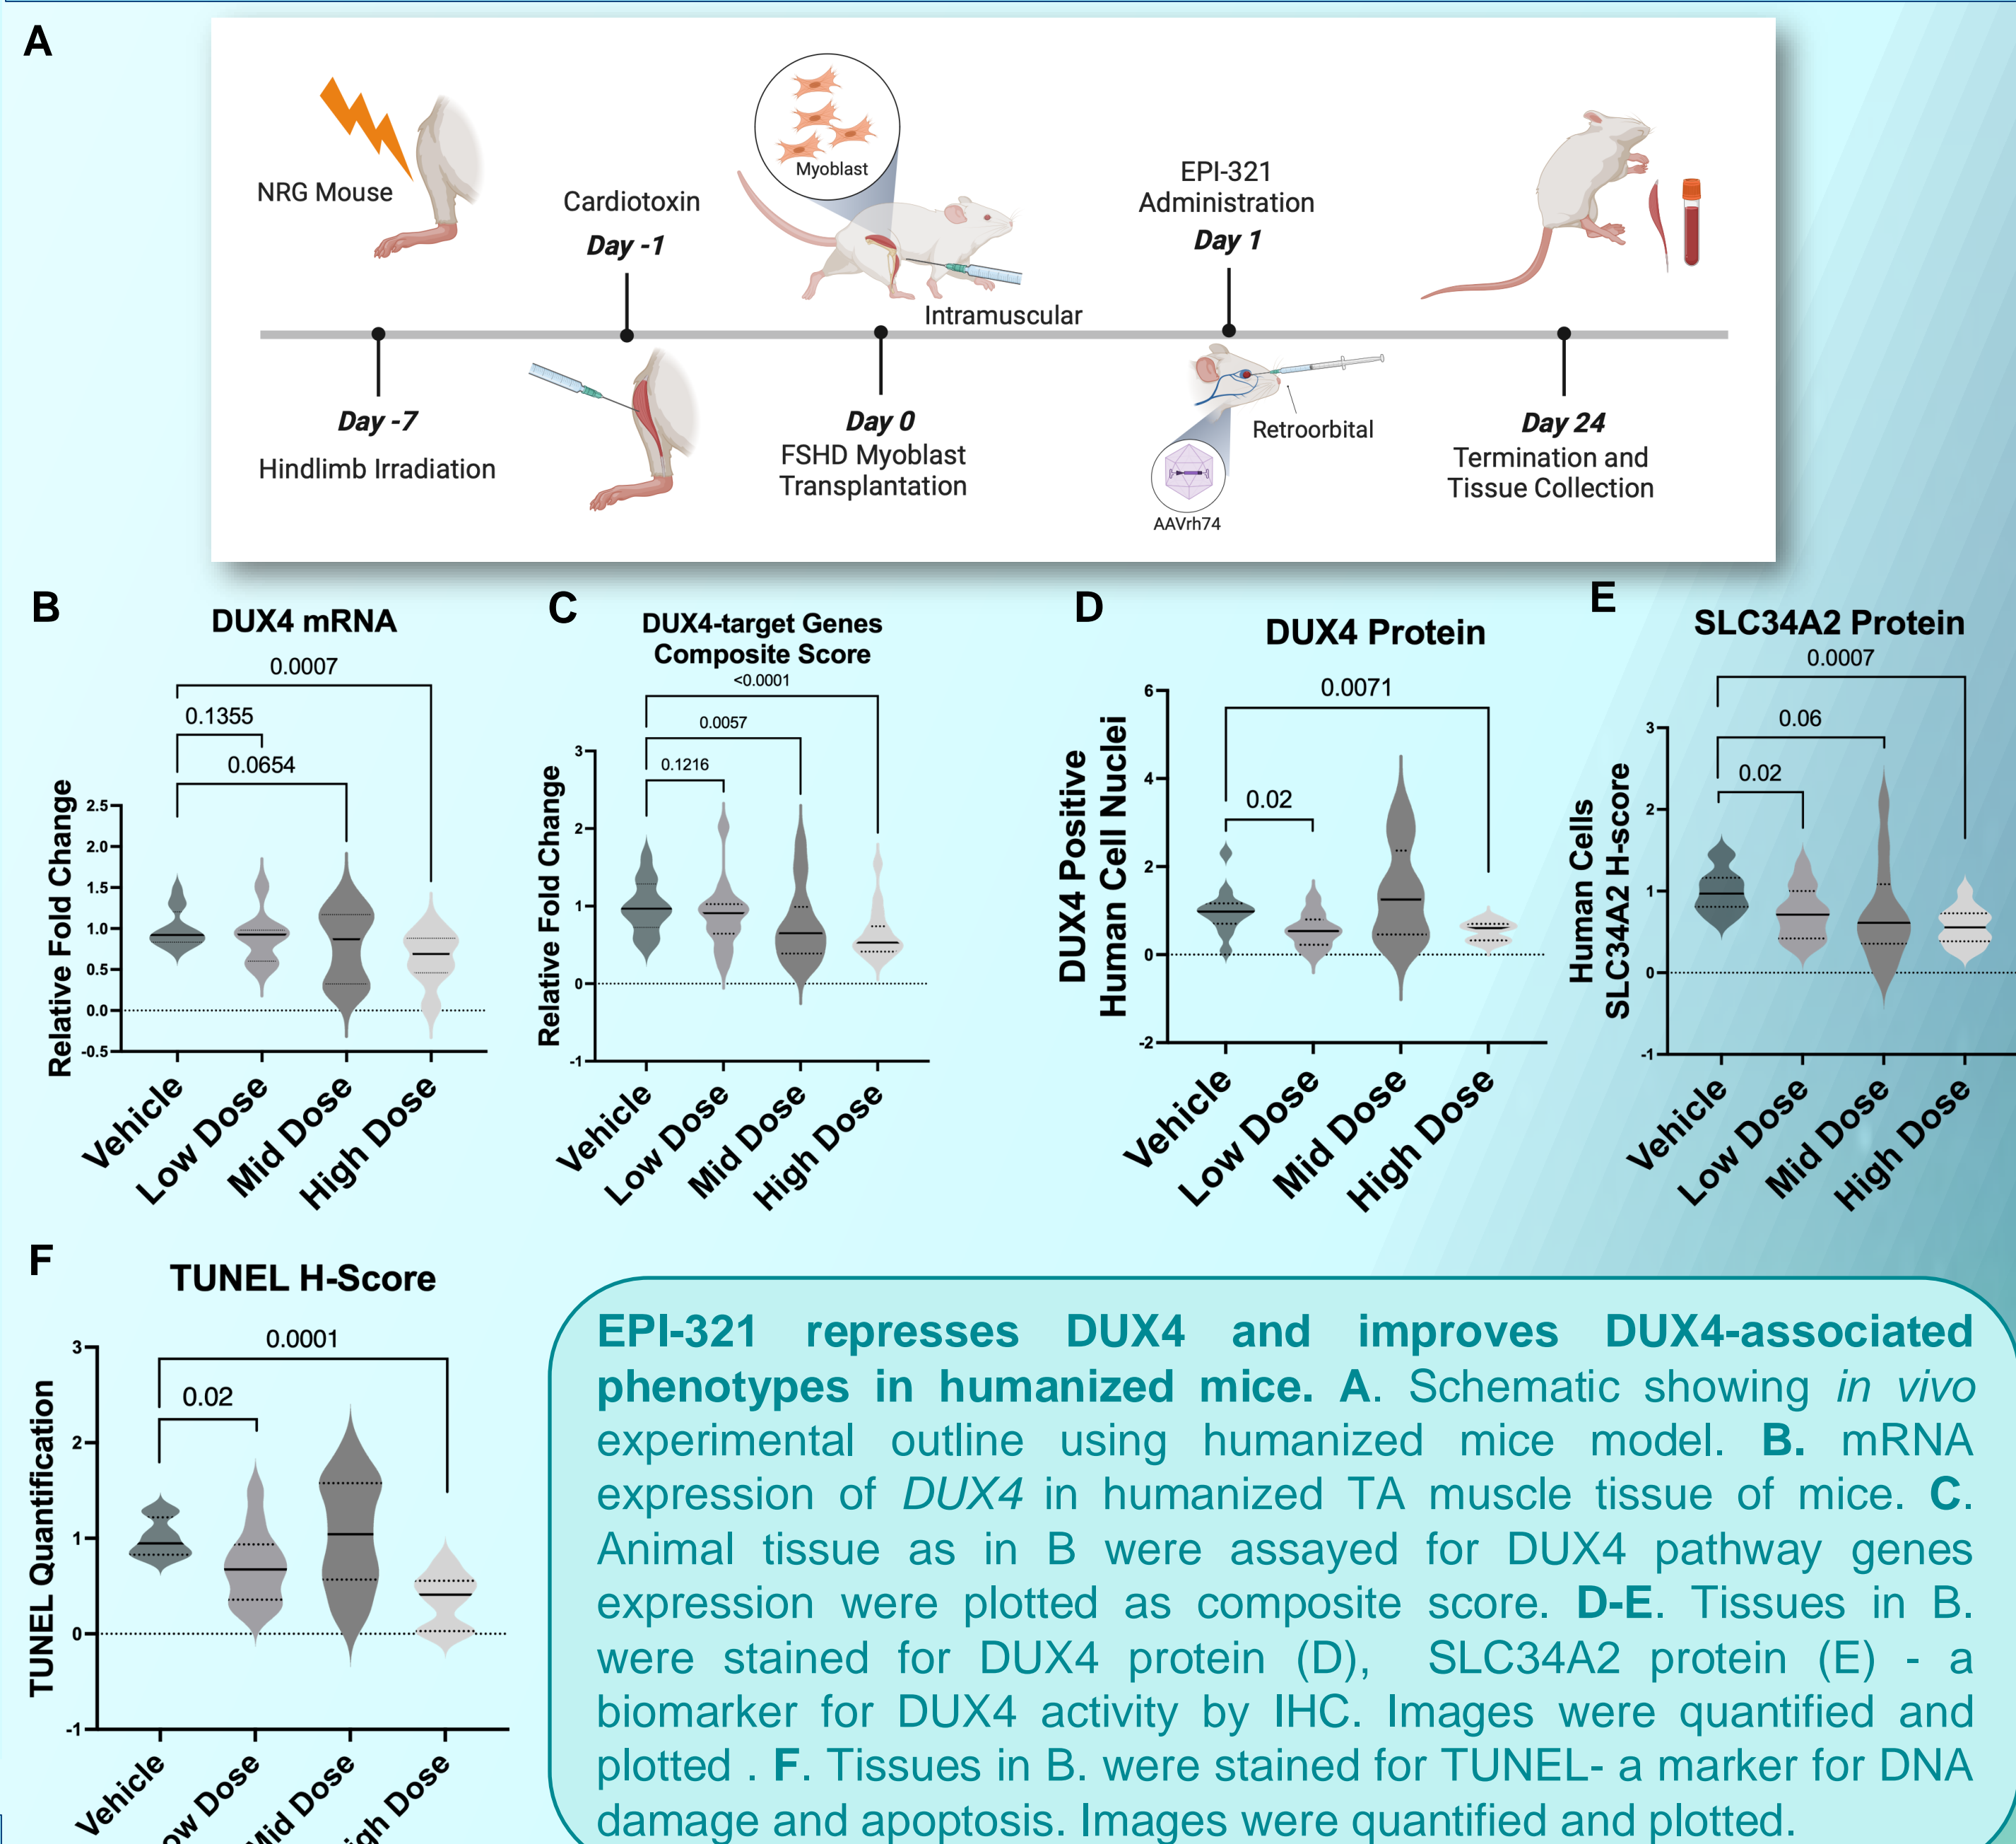 A
NRG Mouse
Cardiotoxin
Day -1
Myoblast
Intramuscular
EPI-321
Administration
Day 1
Day -7
Hindlimb Irradiation
Day 0
FSHD Myoblast
Transplantation
Retroorbital
AAVrh74
Day 24
Termination and
Tissue Collection
B
DUX4 mRNA
0.0007
0.1355
0.0654
Relative Fold Change
2.5
2.0
1.5
1.0
0.5
0.0
-0.5
Vehicle
Low Dose
Mid Dose
High Dose
C
DUX4-target Genes
Composite Score
<0.0001
0.0057
0.1216
Relative Fold Change
3
2
1
0
-1
Vehicle
Low Dose
Mid Dose
High Dose
D
DUX4 Protein
0.0071
0.02
DUX4 Positive
Human Cell Nuclei
6
4
2
0
-2
Vehicle
Low Dose
Mid Dose
High Dose
E
SLC34A2 Protein
0.0007
0.06
0.02
Human Cells
SLC34A2 H-score
3
2
1
0
-1
Vehicle
Low Dose
Mid Dose
High Dose
F
TUNEL H-Score
0.0001
0.02
TUNEL Quantification
3
2
1
0
-1
Vehicle
ow Dose
Mid Dose
igh Dose
EPI-321 represses DUX4 and improves DUX4-associated
phenotypes in humanized mice. A. Schematic showing in vivo
experimental outline using humanized mice model. B. mRNA
expression of DUX4 in humanized TA muscle tissue of mice. C.
Animal tissue as in B were assayed for DUX4 pathway genes
expression were plotted as composite score. D-E. Tissues in B.
were stained for DUX4 protein (D), SLC34A2 protein (E) - a
biomarker for DUX4 activity by IHC. Images were quantified and
plotted . F. Tissues in B. were stained for TUNEL- a marker for DNA
damage and apoptosis. Images were quantified and plotted.